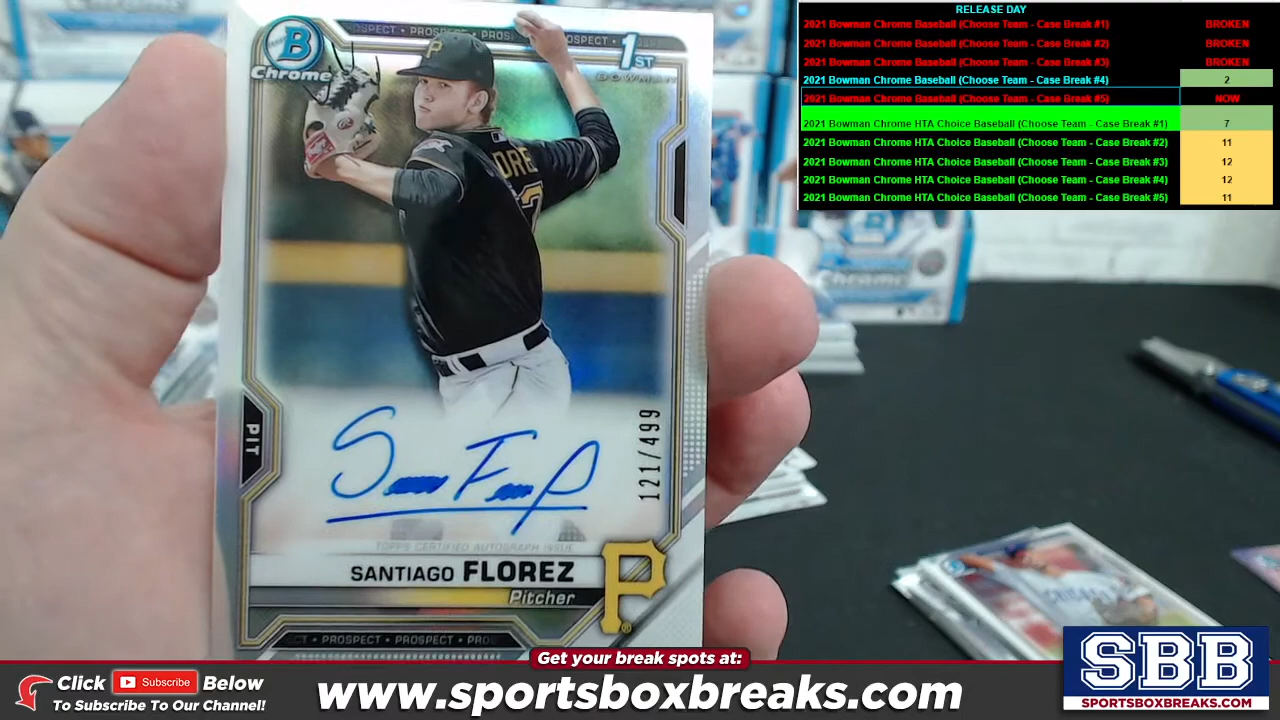 RELEASE DAY
2021 Bowman Chrome Baseball (Choose Team - Case Break #1) BROKEN
2021 Bowman Chrome Baseball (Choose Team - Case Break #2) BROKEN
2021 Bowman Chrome Baseball (Choose Team - Case Break #3) BROKEN
2021 Bowman Chrome Baseball (Choose Team - Case Break #4) 2
2021 Bowman Chrome Baseball (Choose Team - Case Break #5) NOW
2021 Bowman Chrome HTA Choice Baseball (Choose Team - Case Break #1) 7
2021 Bowman Chrome HTA Choice Baseball (Choose Team - Case Break #2) 11
2021 Bowman Chrome HTA Choice Baseball (Choose Team - Case Break #3) 12
2021 Bowman Chrome HTA Choice Baseball (Choose Team - Case Break #4) 12
2021 Bowman Chrome HTA Choice Baseball (Choose Team - Case Break #5) 11
B
Chrome
PROSPECT
1ST
BOWMAN
P
PIT
121/499
TOPPS CERTIFIED AUTOGRAPH ISSUE
SANTIAGO FLOREZ
Pitcher
P
PROSPECT • PROSPECT
Get your break spots at:
Click Subscribe Below
To Subscribe To Our Channel!
www.sportsboxbreaks.com
SBB
SPORTSBOXBREAKS.COM